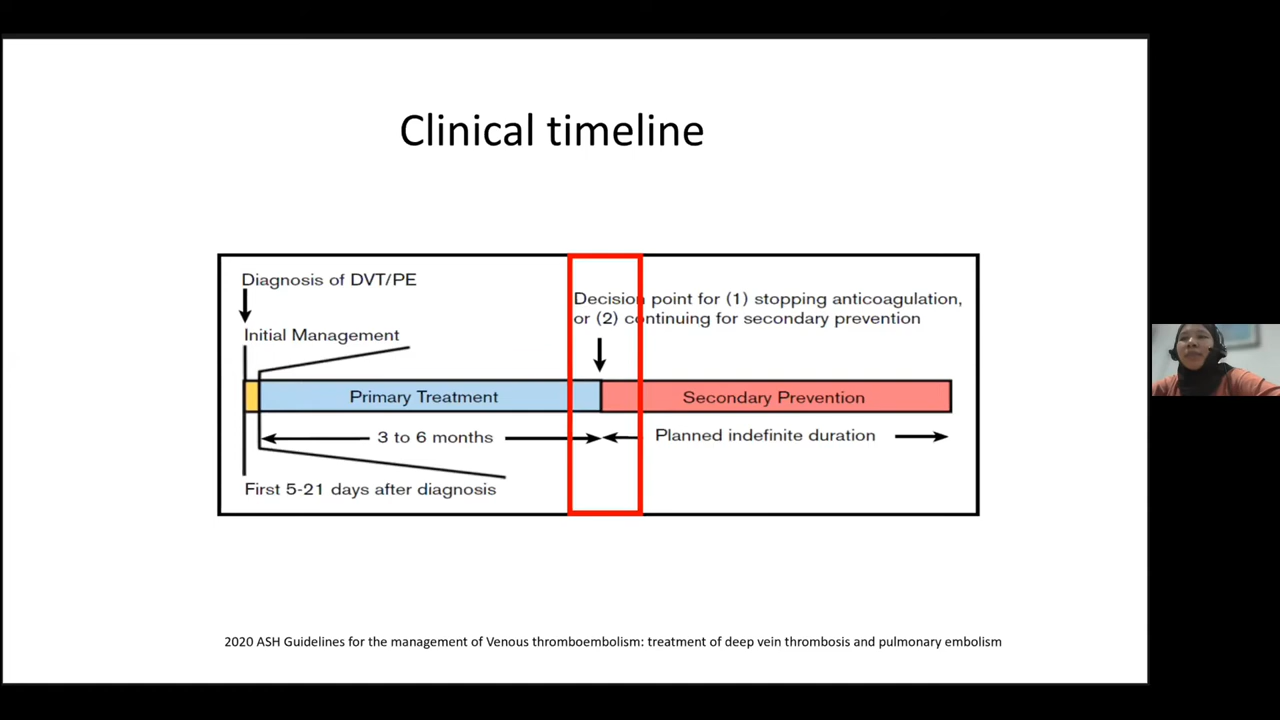 Clinical timeline
Diagnosis of DVT/PE
Initial Management
Decision point for (1) stopping anticoagulation,
or (2) continuing for secondary prevention
Primary Treatment
Secondary Prevention
3 to 6 months
Planned indefinite duration
First 5-21 days after diagnosis
2020 ASH Guidelines for the management of Venous thromboembolism: treatment of deep vein thrombosis and pulmonary embolism